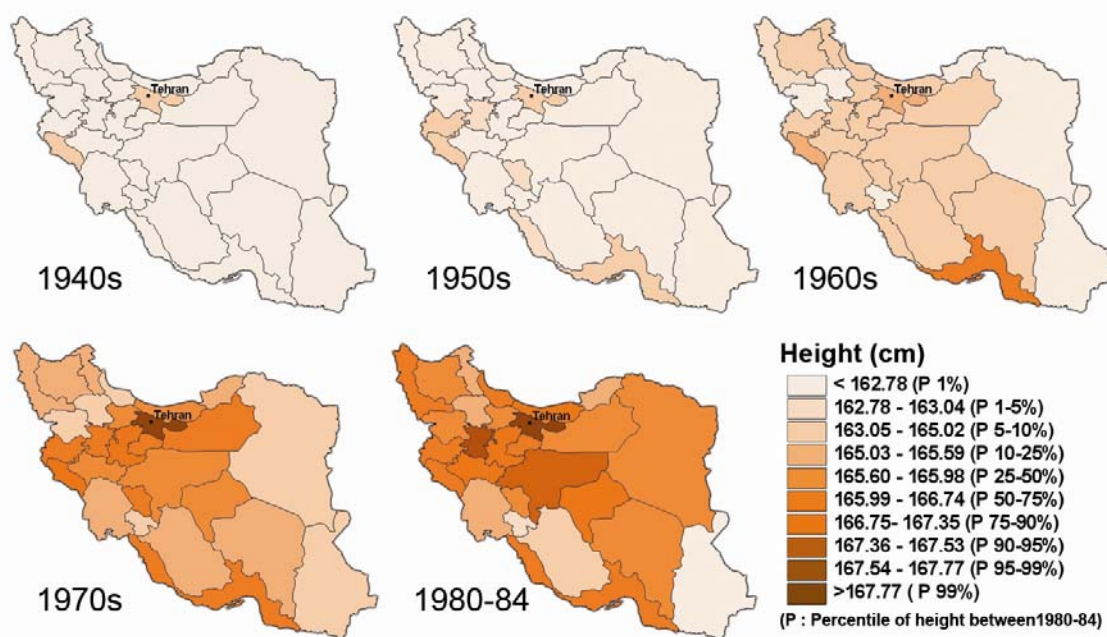 Tehran
1940s
Tehran
1950s
Tehran
1960s
Tehran
1970s
Tehran
1980-84
Height (cm)
< 162.78 (P 1%)
162.78 - 163.04 (P 1-5%)
163.05 - 165.02 (P 5-10%)
165.03 - 165.59 (P 10-25%)
165.60 - 165.98 (P 25-50%)
165.99 - 166.74 (P 50-75%)
166.75- 167.35 (P 75-90%)
167.36 - 167.53 (P 90-95%)
167.54 - 167.77 (P 95-99%)
>167.77 ( P 99%)
(P : Percentile of height between1980-84)